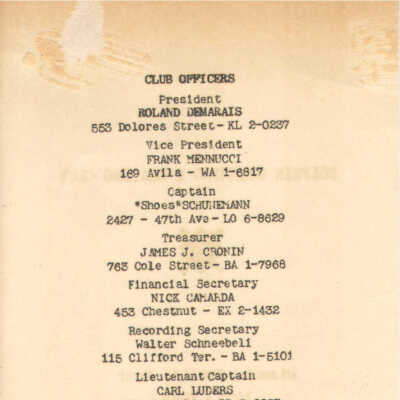 CLUB OFFICERS
President
ROLAND DEMARAIS
553 Dolores Street - KL 2-0237
Vice President
FRANK MENNUCCI
169 Avila - WA 1-6817
Captain
"Shoes" SCHUNEMANN
2427 - 47th Ave - LO 6-8629
Treasurer
JAMES J. CRONIN
763 Cole Street - BA 1-7968
Financial Secretary
NICK CAMARDA
453 Chestnut - EX 2-1432
Recording Secretary
Walter Schneebeli
115 Clifford Ter. - BA 1-5101
Lieutenant Captain
CARL LUDERS